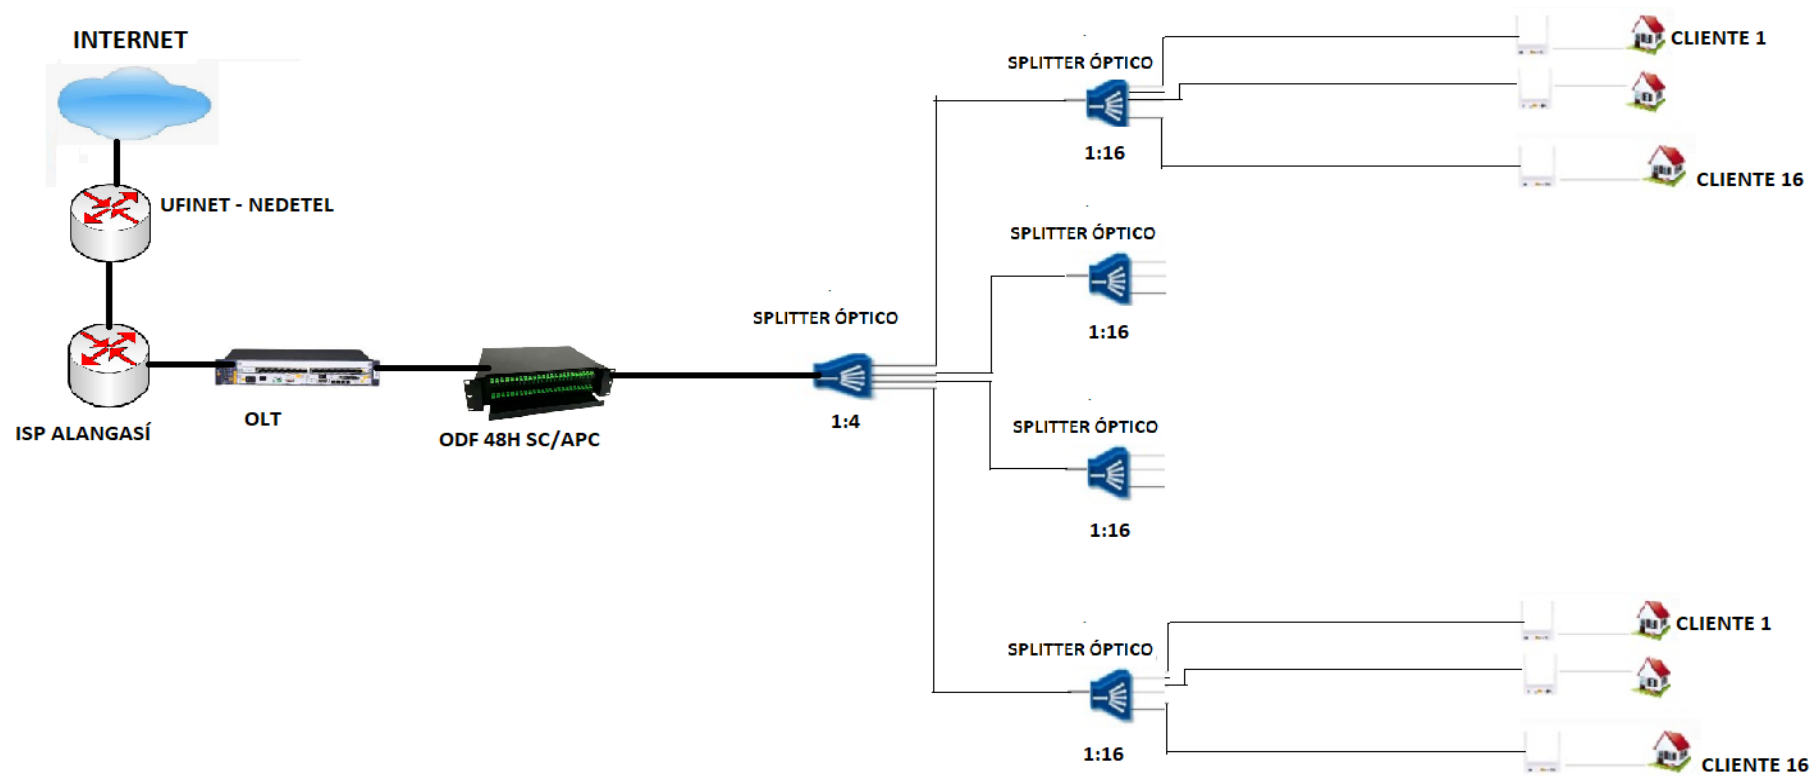 INTERNET
UFINET - NEDETEL
ISP ALANGASÍ
OLT
ODF 48H SC/APC
SPLITTER ÓPTICO
1:4
SPLITTER ÓPTICO
1:16
CLIENTE 1
CLIENTE 16
SPLITTER ÓPTICO
1:16
SPLITTER ÓPTICO
1:16
SPLITTER ÓPTICO
1:16
CLIENTE 1
CLIENTE 16